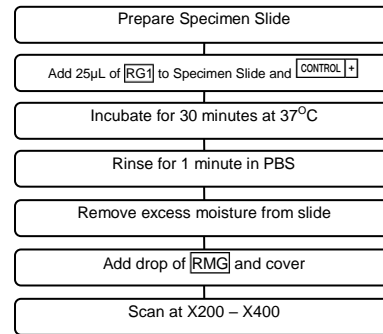 Prepare Specimen Slide
Add 25µL of RG1 to Specimen Slide and CONTROL +
Incubate for 30 minutes at 37ᴼC
Rinse for 1 minute in PBS
Remove excess moisture from slide
Add drop of RMG and cover
Scan at X200 – X400